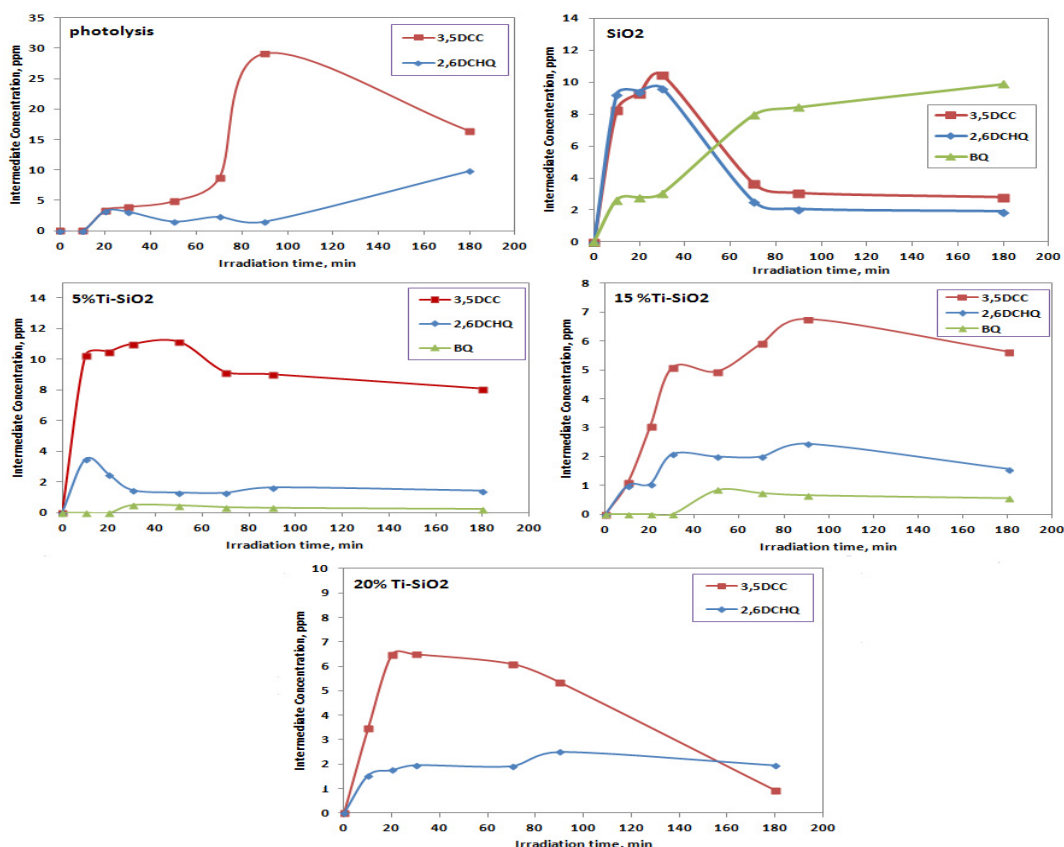 photolysis
3,5DCC
2,6DCHQ
Intermediate Concentration, ppm
35
30
25
20
15
10
5
0
0 20 40 60 80 100 120 140 160 180 200
Irradiation time, min
SiO2
3,5DCC
2,6DCHQ
BQ
Intermediate Conceteration, ppm
14
12
10
8
6
4
2
0
0 20 40 60 80 100 120 140 160 180 200
Irradiation time, min
5%Ti-SiO2
3,5DCC
2,6DCHQ
BQ
Intermediate Concentration, ppm
14
12
10
8
6
4
2
0
0 20 40 60 80 100 120 140 160 180 200
Irradiation time, min
15 %Ti-SiO2
3,5DCC
2,6DCHQ
BQ
Intermediate Concentration, ppm
8
7
6
5
4
3
2
1
0
0 20 40 60 80 100 120 140 160 180 200
Irradiation time, min
20% Ti-SiO2
3,5DCC
2,6DCHQ
Intermediate Concentration, ppm
10
9
8
7
6
5
4
3
2
1
0
0 20 40 60 80 100 120 140 160 180 200
Irradiation time, min